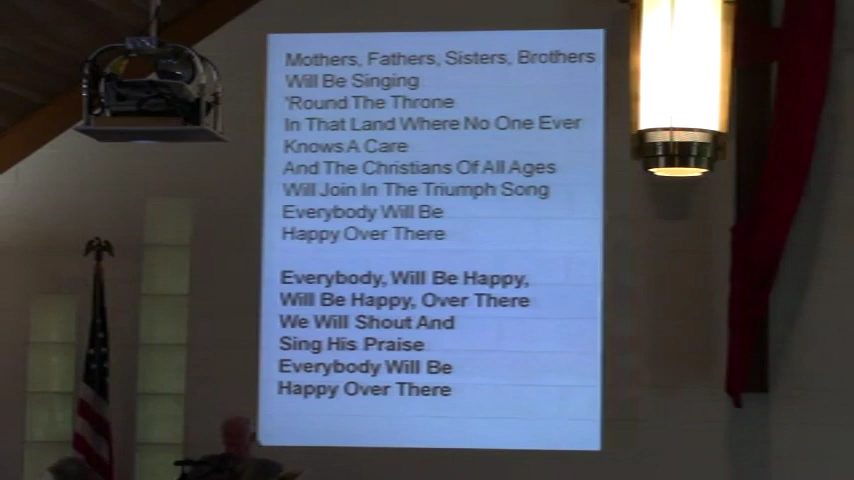 Mothers, Fathers, Sisters, Brothers
Will Be Singing
'Round The Throne
In That Land Where No One Ever
Knows A Care
And The Christians Of All Ages
Will Join In The Triumph Song
Everybody Will Be
Happy Over There
Everybody, Will Be Happy,
Will Be Happy, Over There
We Will Shout And
Sing His Praise
Everybody Will Be
Happy Over There